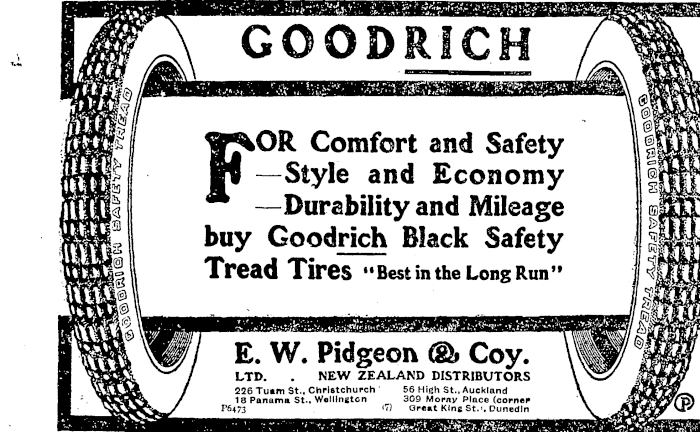 GOODRICH
FOR Comfort and Safety
—Style and Economy
—Durability and Mileage
buy Goodrich Black Safety
Tread Tires "Best in the Long Run"
GOODRICH SAFETY TREAD
GOODRICH SAFETY TREAD
E. W. Pidgeon & Coy.
LTD. . NEW ZEALAND DISTRIBUTORS
226 Tuam St., Christchurch 56 High St., Auckland
18 Panama St., Wellington 309 Morny Place (corner
P6473 (7) Great King St., Dunedin
P